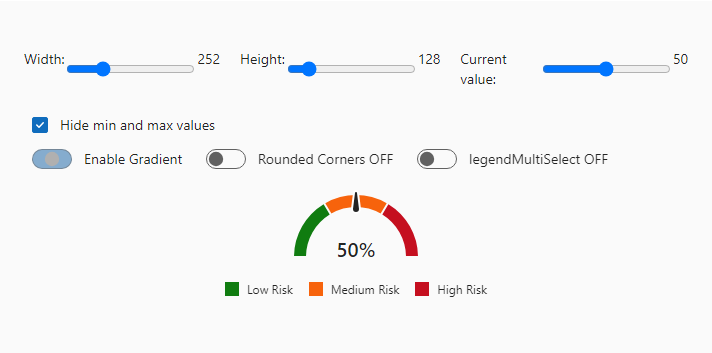 Width: 252 Height: 128 Current value: 50
Hide min and max values
Enable Gradient Rounded Corners OFF legendMultiSelect OFF
50%
Low Risk Medium Risk High Risk